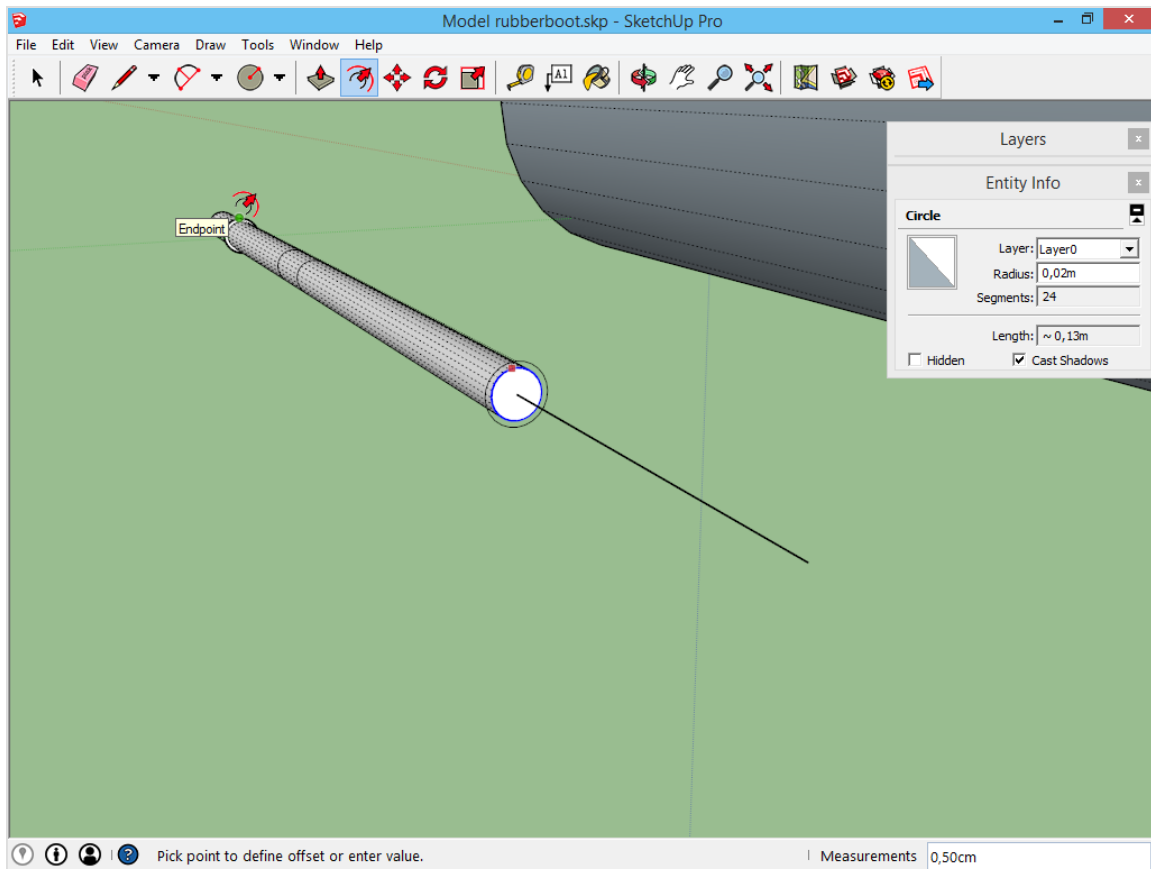 Model rubberboot.skp - SketchUp Pro
File Edit View Camera Draw Tools Window Help
A1
Layers
Entity Info
Endpoint
Circle
Layer: Layer0
Radius: 0,02m
Segments: 24
Length: ~ 0,13m
Hidden Cast Shadows
Pick point to define offset or enter value. Measurements 0,50cm